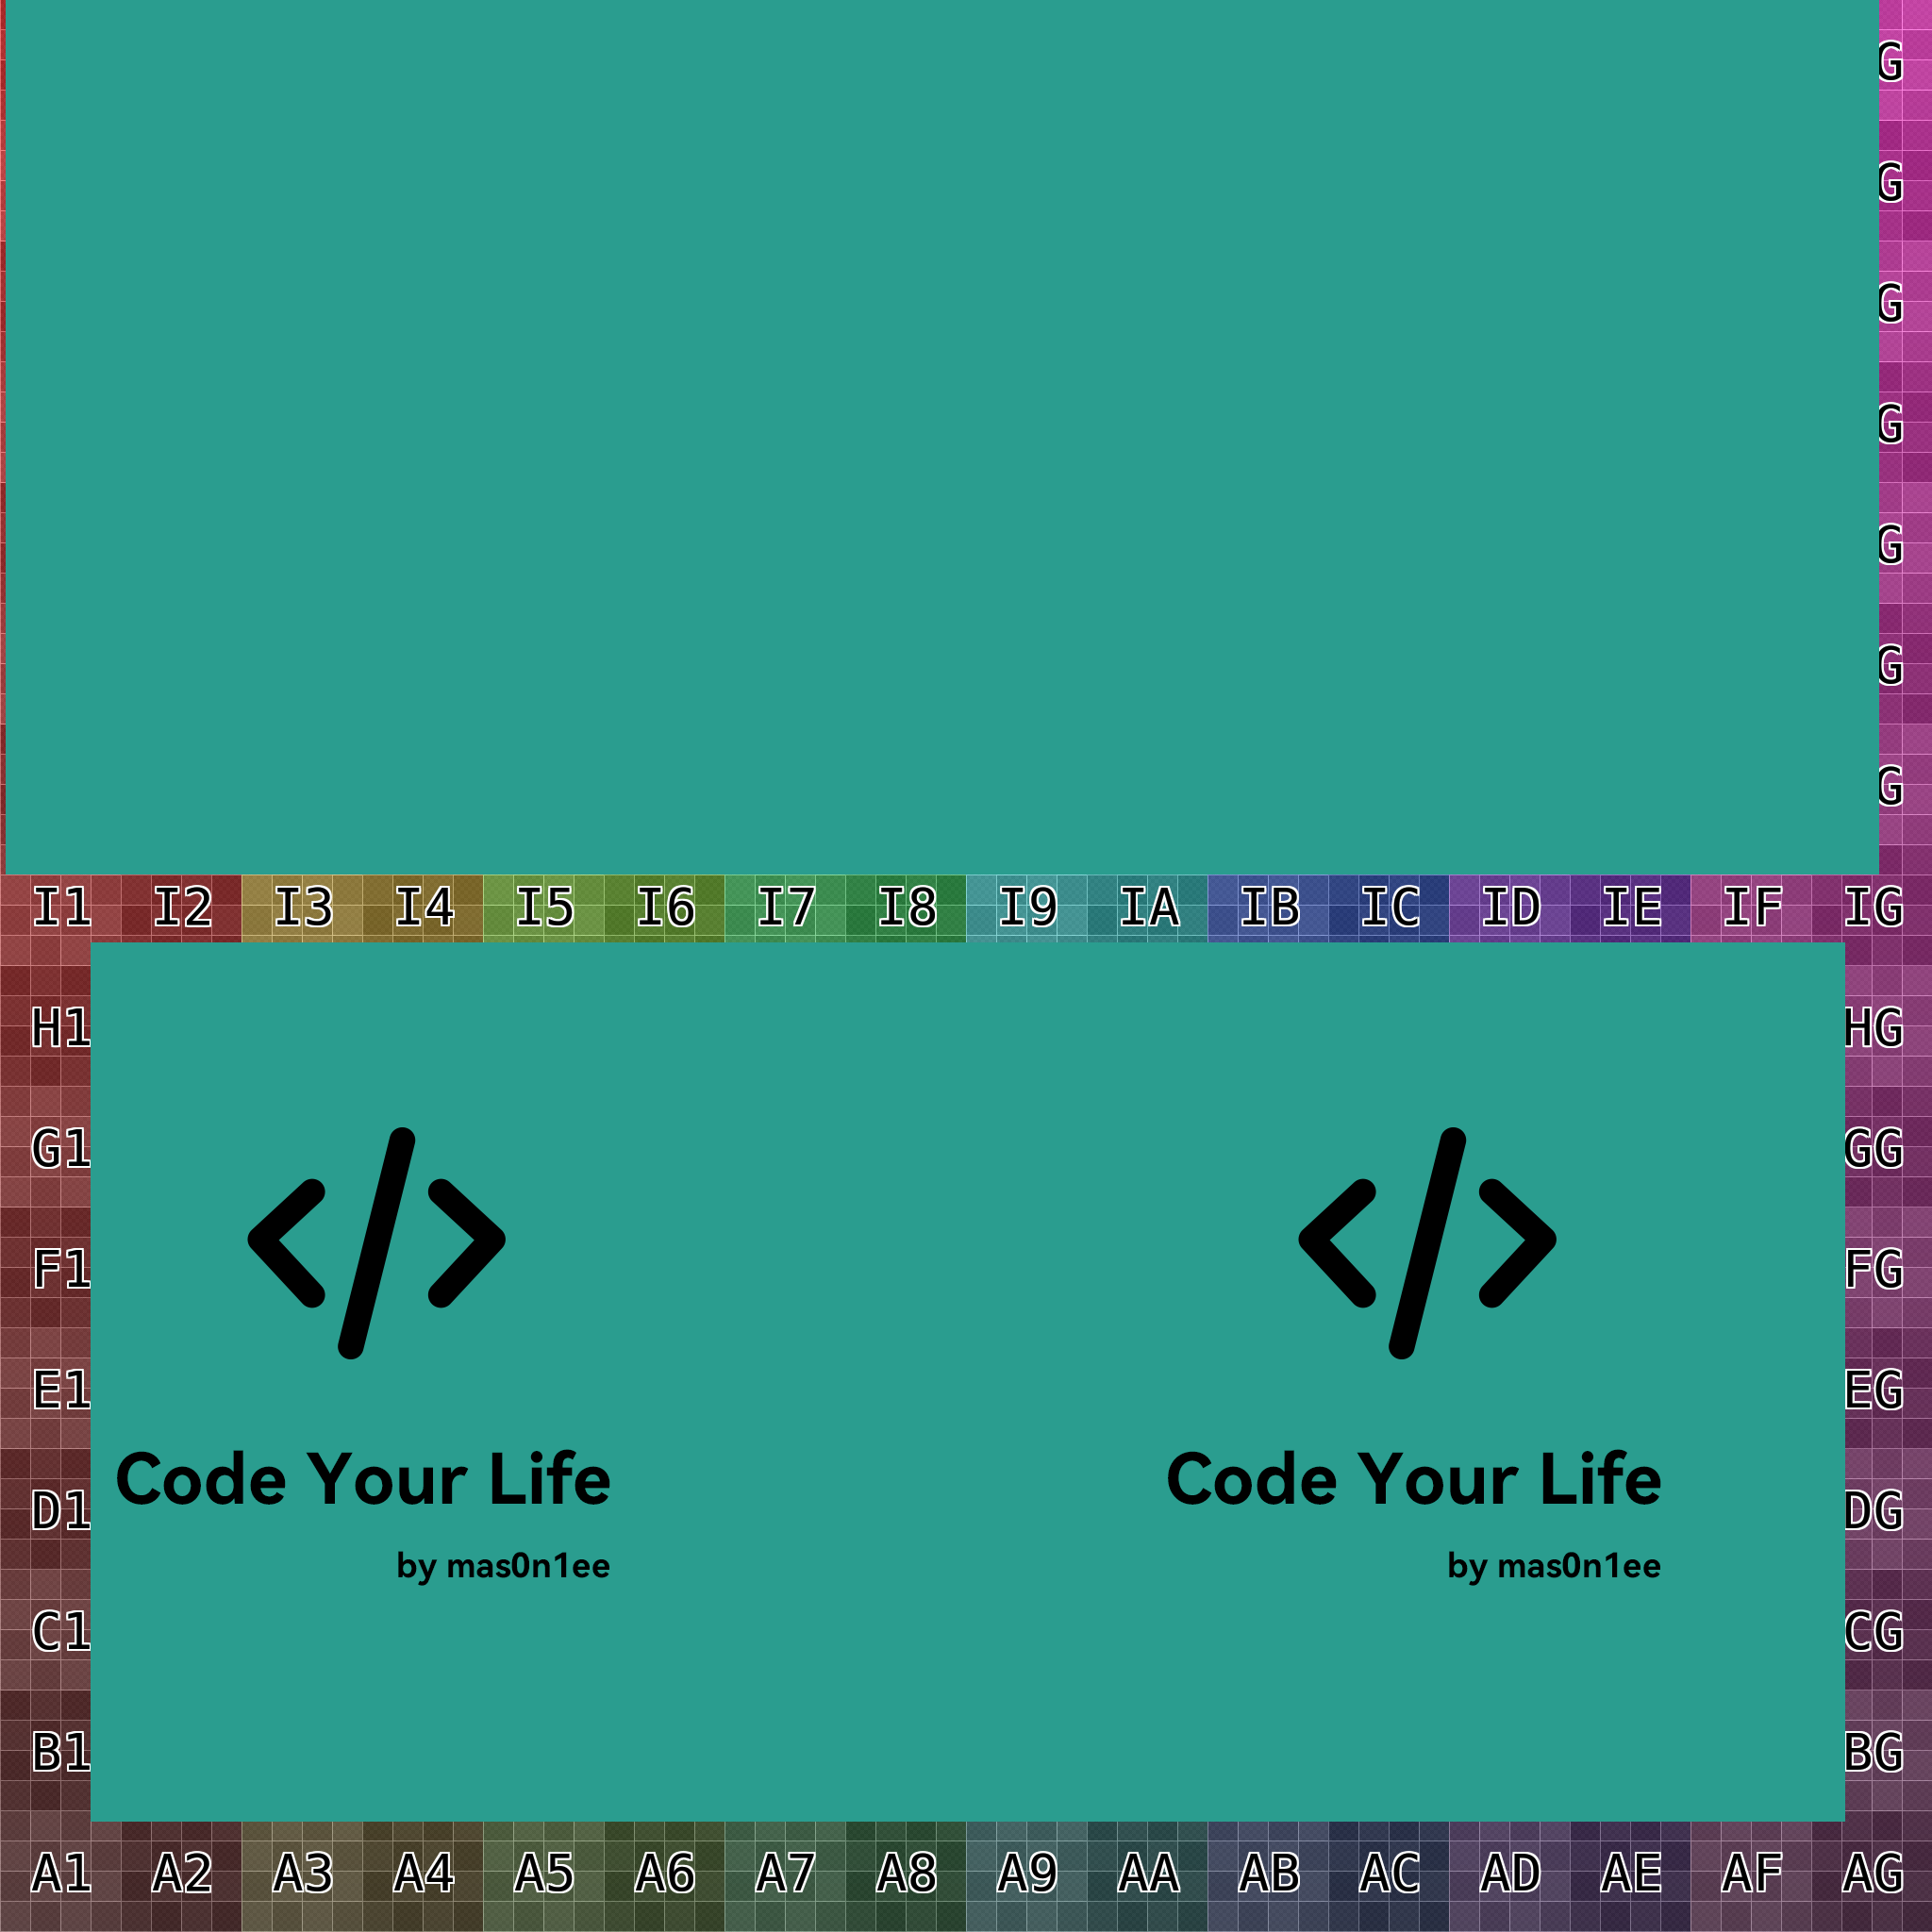 G
G
G
G
G
G
G
I1 I2 I3 I4 I5 I6 I7 I8 I9 IA IB IC ID IE IF IG
H1 HG
G1 GG
</>  </>
F1 FG
E1 EG
Code Your Life Code Your Life
D1 DG
by mas0n1ee by mas0n1ee
C1 CG
B1 BG
A1 A2 A3 A4 A5 A6 A7 A8 A9 AA AB AC AD AE AF AG